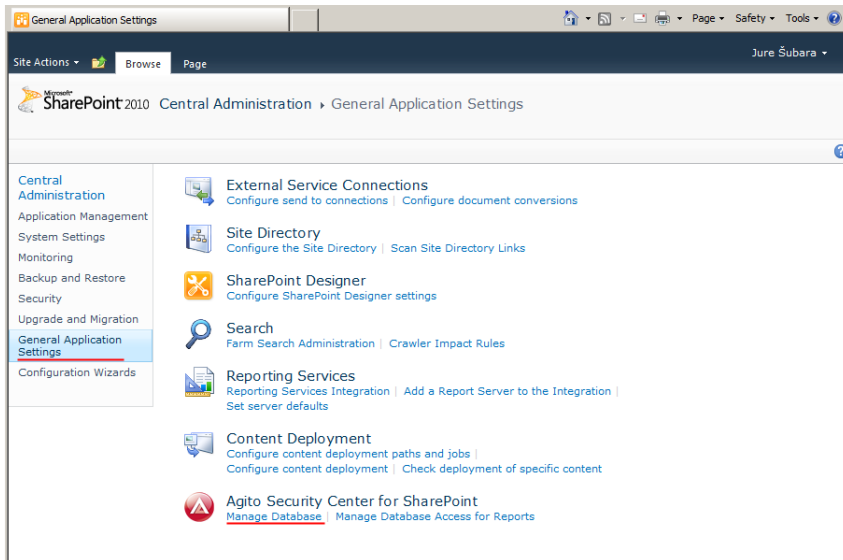 General Application Settings
Page Safety Tools
Jure Šubara
Site Actions Browse Page
Microsoft
SharePoint 2010 Central Administration General Application Settings
Central
Administration
Application Management
System Settings
Monitoring
Backup and Restore
Security
Upgrade and Migration
General Application
Settings
Configuration Wizards
External Service Connections
Configure send to connections | Configure document conversions
Site Directory
Configure the Site Directory | Scan Site Directory Links
SharePoint Designer
Configure SharePoint Designer settings
Search
Farm Search Administration | Crawler Impact Rules
Reporting Services
Reporting Services Integration | Add a Report Server to the Integration |
Set server defaults
Content Deployment
Configure content deployment paths and jobs |
Configure content deployment | Check deployment of specific content
Agito Security Center for SharePoint
Manage Database | Manage Database Access for Reports